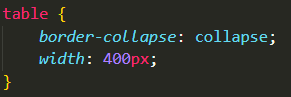 table {
    border-collapse: collapse;
    width: 400px;
}